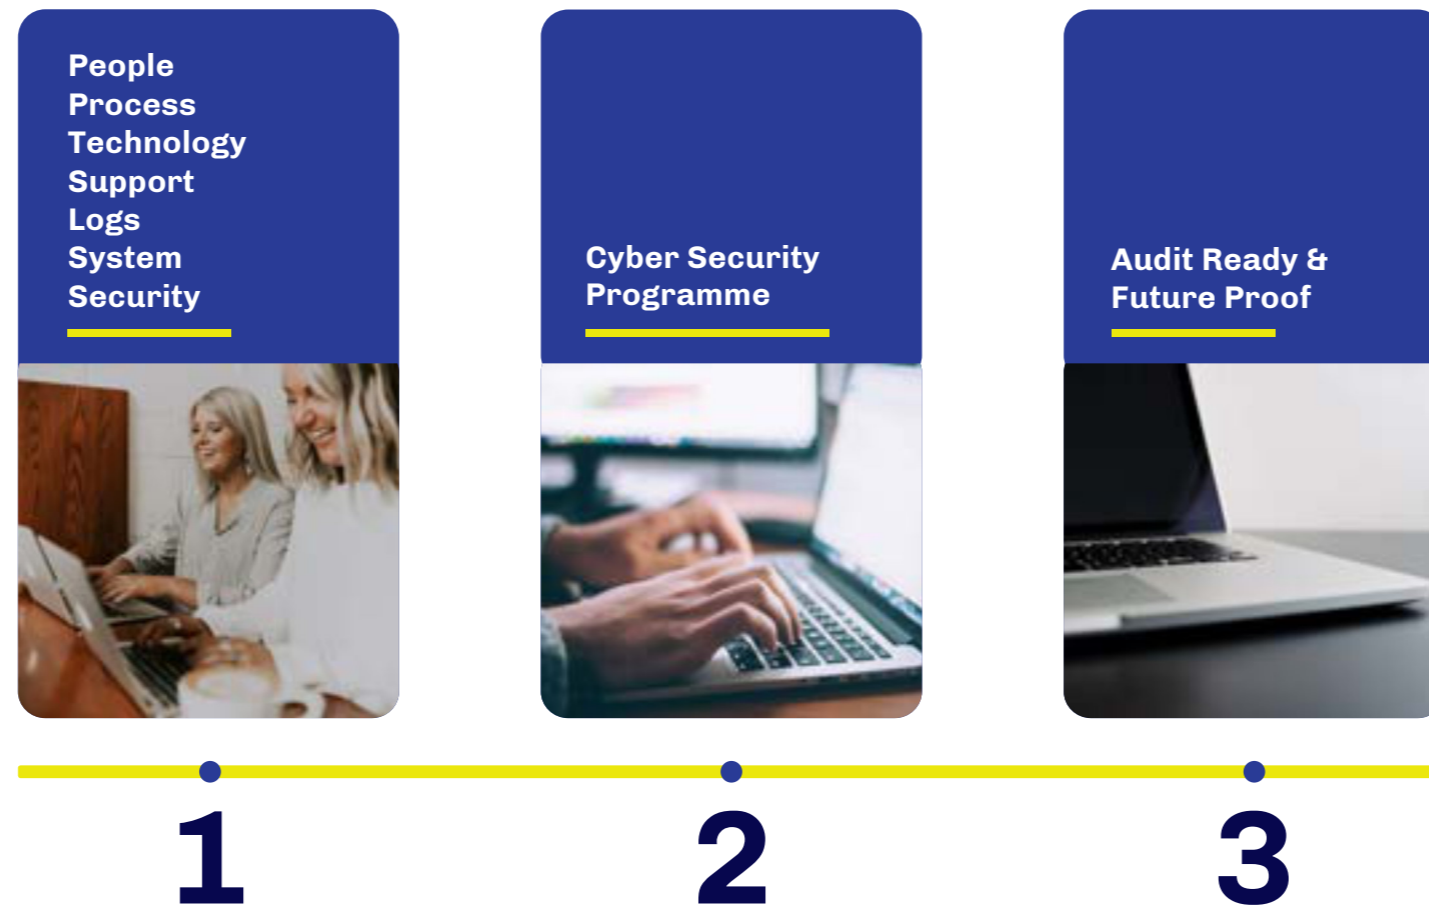 People
Process
Technology
Support
Logs
System
Security
Cyber Security
Programme
Audit Ready &
Future Proof
1
2
3